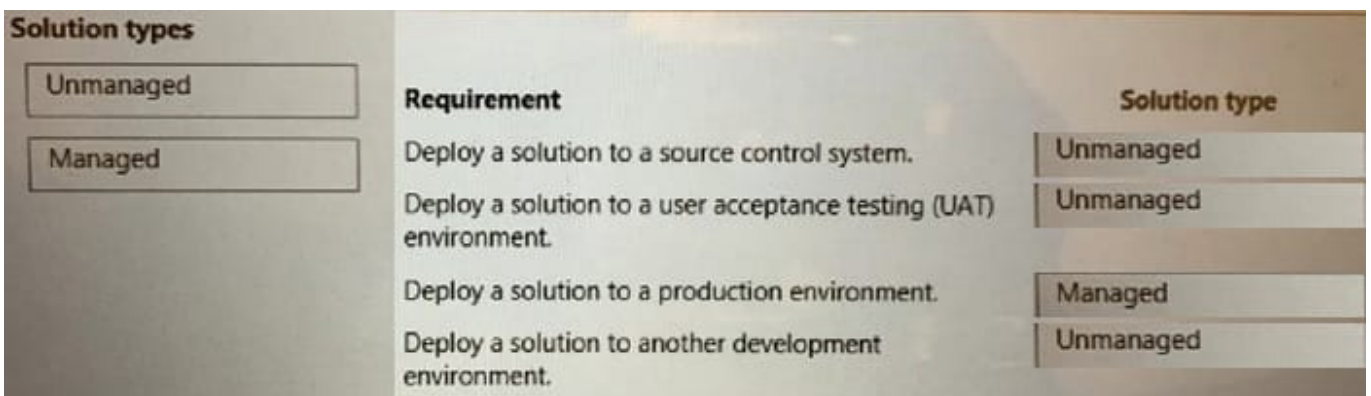 Solution types
Unmanaged
Managed
Requirement Solution type
Deploy a solution to a source control system. Unmanaged
Deploy a solution to a user acceptance testing (UAT) Unmanaged
environment.
Deploy a solution to a production environment. Managed
Deploy a solution to another development Unmanaged
environment.